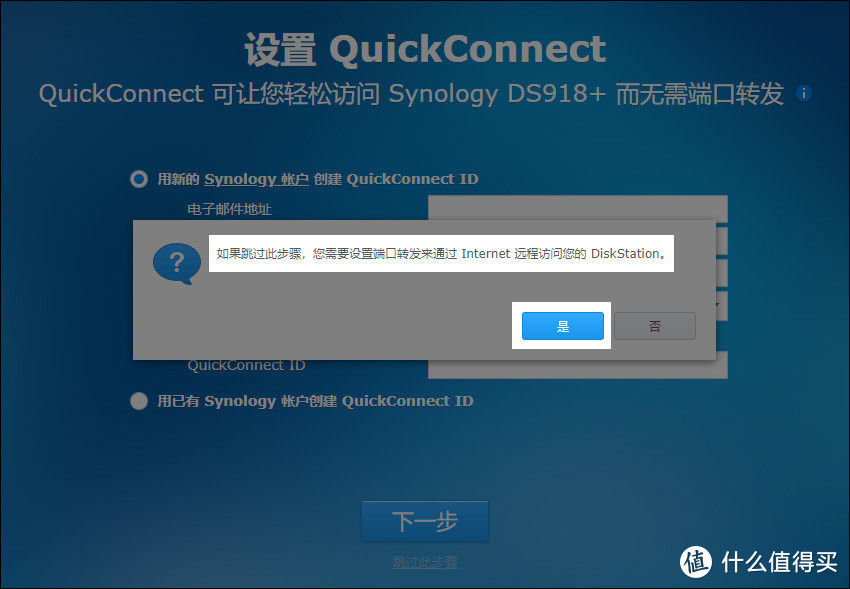 设置 QuickConnect
QuickConnect 可让您轻松访问 Synology DS918+ 而无需端口转发
用新的 Synology 帐户 创建 QuickConnect ID
电子邮件地址
如果跳过此步骤，您需要设置端口转发来通过 Internet 远程访问您的 DiskStation。
是 否
QuickConnect ID
用已有 Synology 帐户创建 QuickConnect ID
下一步
跳过此步骤
值 什么值得买